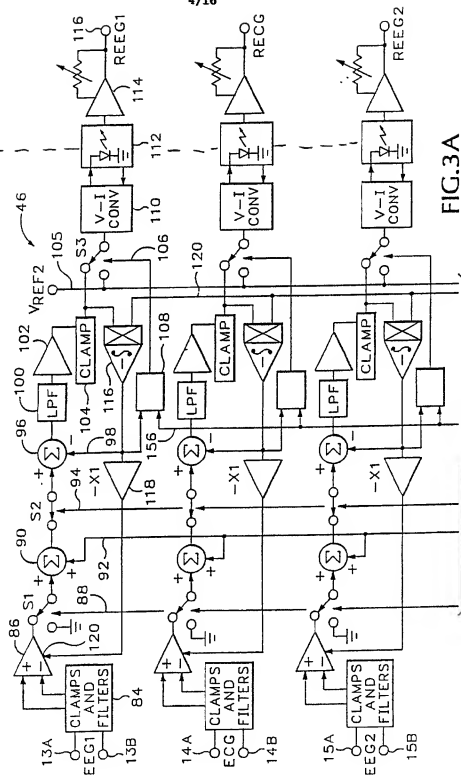 4/16
46
VREF2
105
S3
106
120
102
100
LPF
96
+
Σ
−
98
CLAMP
104
116
−∫
108
156
V-I
CONV
110
112
114
116
REEG1
S2
94
90
Σ
+
+
92
−X1
118
S1
88
86
+
−
120
CLAMPS
AND
FILTERS
84
13A
EEG1
13B
LPF
+
Σ
−
CLAMP
−∫
V-I
CONV
RECG
+
Σ
+
−X1
+
−
CLAMPS
AND
FILTERS
14A
ECG
14B
LPF
+
Σ
−
CLAMP
−∫
V-I
CONV
REEG2
+
Σ
+
−X1
+
−
CLAMPS
AND
FILTERS
15A
EEG2
15B
FIG.3A